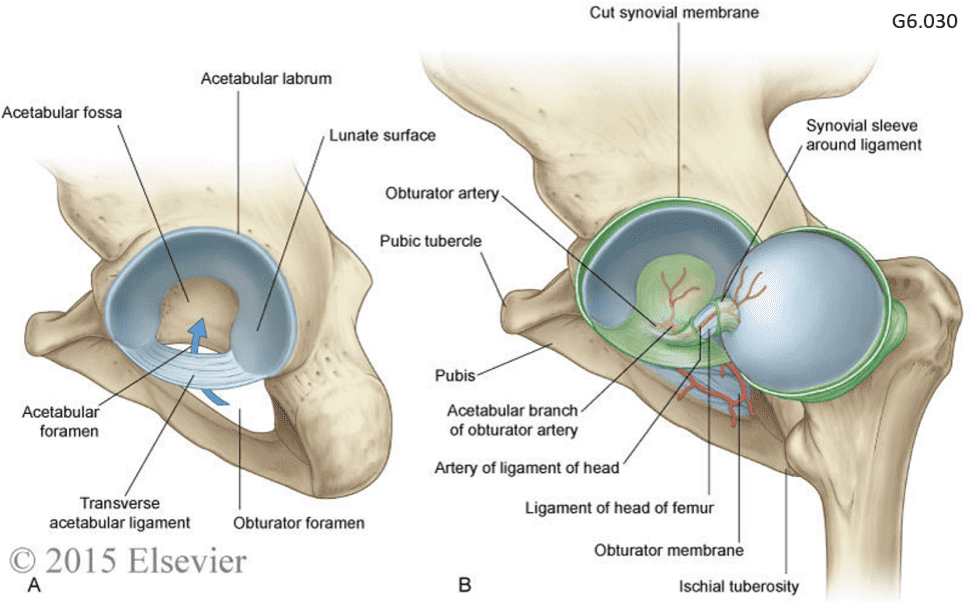 Cut synovial membrane
G6.030
Acetabular labrum
Acetabular fossa
Lunate surface
Synovial sleeve
around ligament
Obturator artery
Pubic tubercle
Pubis
Acetabular
foramen
Acetabular branch
of obturator artery
Artery of ligament of head
Transverse
acetabular ligament
Obturator foramen
Ligament of head of femur
Obturator membrane
Ischial tuberosity
© 2015 Elsevier
A
B